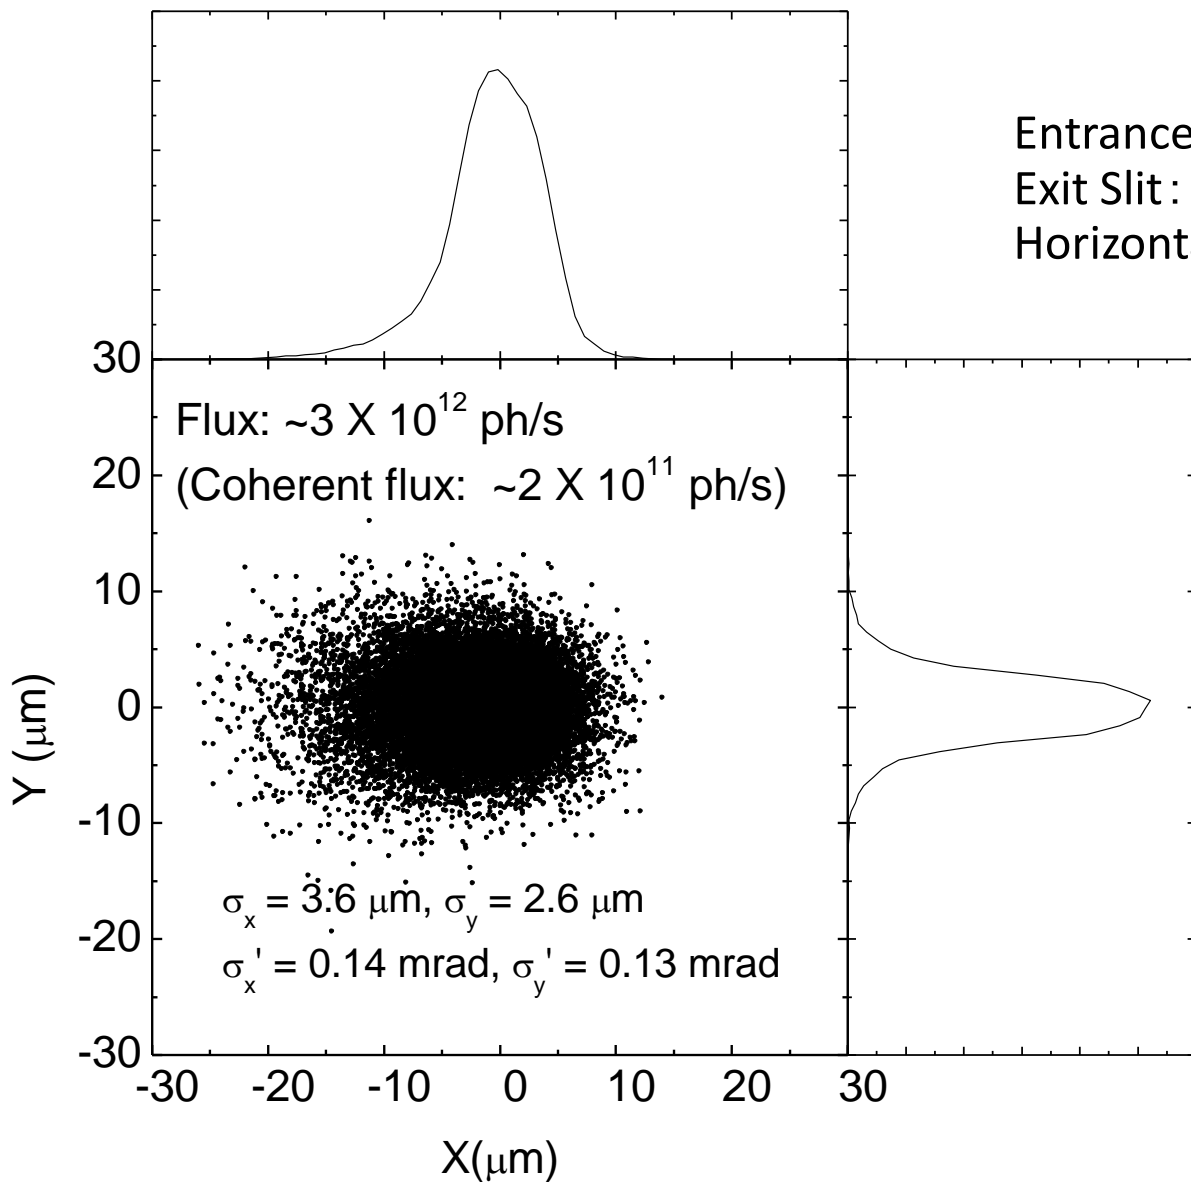 Entrance
Exit Slit:
Horizont
30
Flux: ~3 X 10^12 ph/s
20
(Coherent flux: ~2 X 10^11 ph/s)
10
0
Y (μm)
-10
σx = 3.6 μm, σy = 2.6 μm
-20
σx' = 0.14 mrad, σy' = 0.13 mrad
-30
-30 -20 -10 0 10 20 30
X(μm)